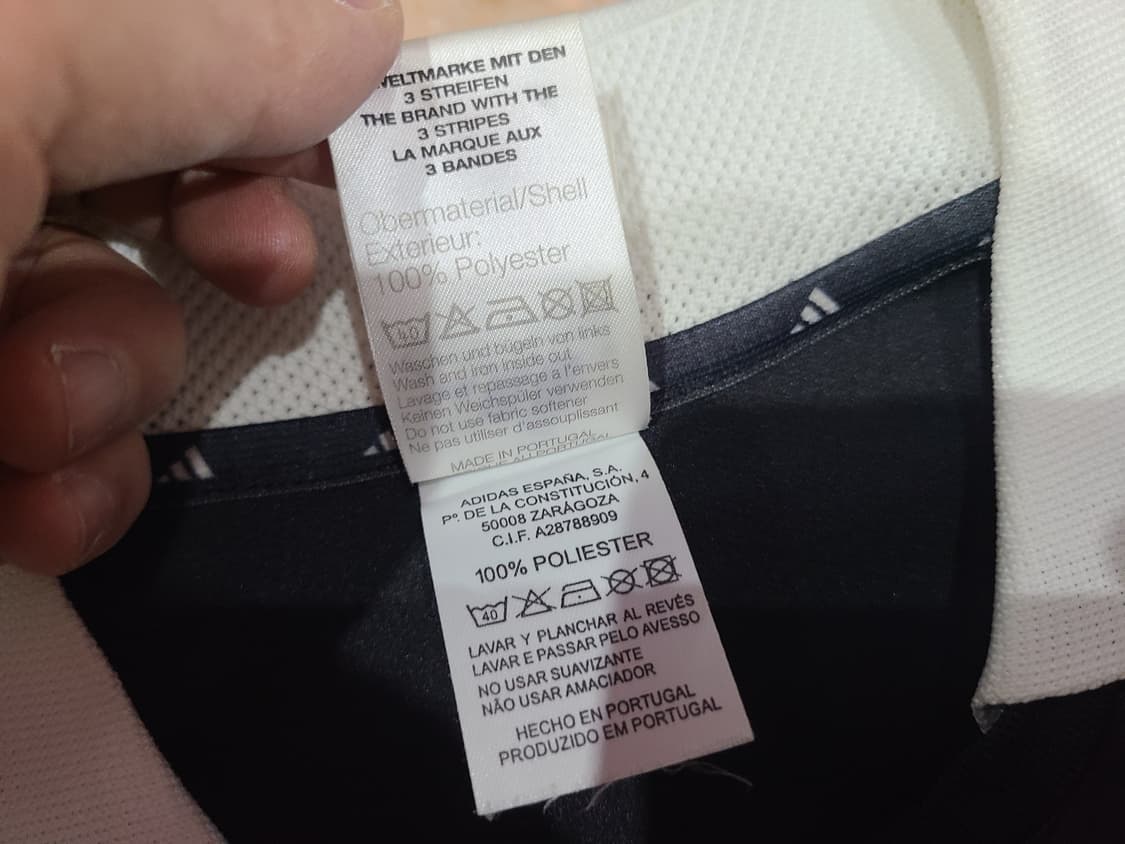 WELTMARKE MIT DEN
3 STREIFEN
THE BRAND WITH THE
3 STRIPES
LA MARQUE AUX
3 BANDES
Obermaterial/Shell
Exterieur:
100% Polyester
40
Waschen und bügeln von links
Wash and iron inside out
Lavage et repassage a l'envers
Keinen Weichspüler verwenden
Do not use fabric softener
Ne pas utiliser d'assouplissant
MADE IN PORTUGAL
ADIDAS ESPAÑA, S.A.
Pº. DE LA CONSTITUCIÓN, 4
50008 ZARAGOZA
C.I.F. A28788909
100% POLIESTER
40
LAVAR Y PLANCHAR AL REVÉS
LAVAR E PASSAR PELO AVESSO
NO USAR SUAVIZANTE
NÃO USAR AMACIADOR
HECHO EN PORTUGAL
PRODUZIDO EM PORTUGAL